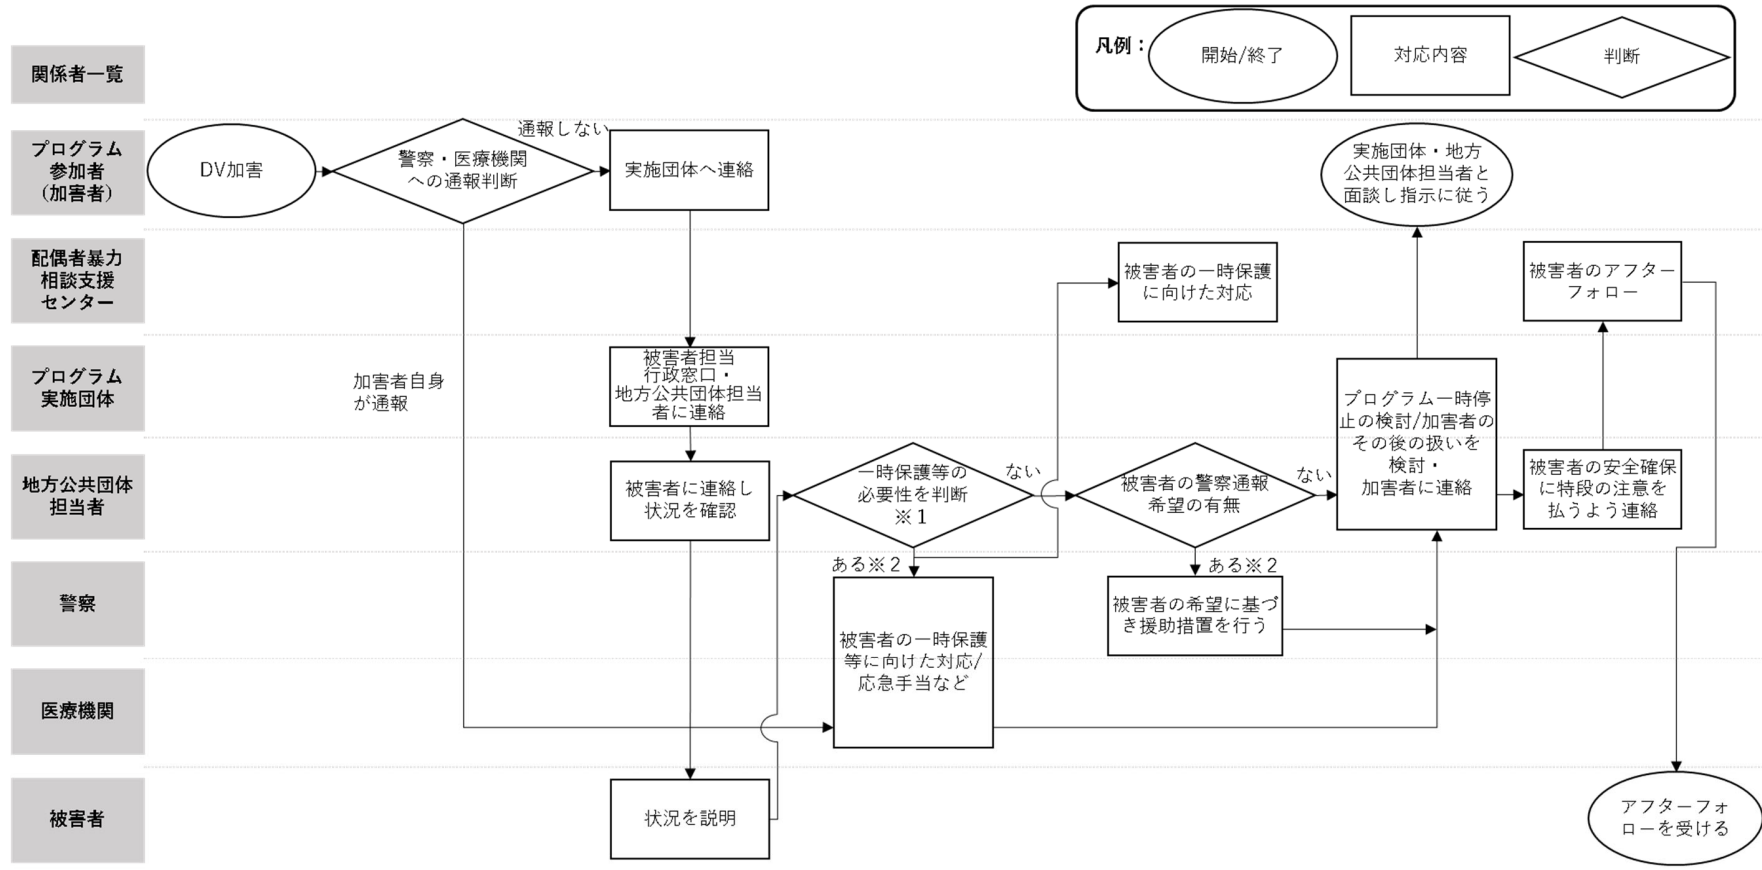 凡例：
開始/終了
対応内容
判断
関係者一覧
プログラム
参加者
（加害者）
DV加害
警察・医療機関
への通報判断
通報しない
実施団体へ連絡
実施団体・地方
公共団体担当者と
面談し指示に従う
配偶者暴力
相談支援
センター
被害者の一時保護
に向けた対応
被害者のアフター
フォロー
プログラム
実施団体
加害者自身
が通報
被害者担当
行政窓口・
地方公共団体担当
者に連絡
プログラム一時停
止の検討/加害者の
その後の扱いを
検討・
加害者に連絡
地方公共団体
担当者
被害者に連絡し
状況を確認
一時保護等の
必要性を判断
※1
ない
被害者の警察通報
希望の有無
ない
被害者の安全確保
に特段の注意を
払うよう連絡
ある※2
ある※2
警察
被害者の一時保護
等に向けた対応/
応急手当など
被害者の希望に基づ
き援助措置を行う
医療機関
被害者
状況を説明
アフターフォ
ローを受ける